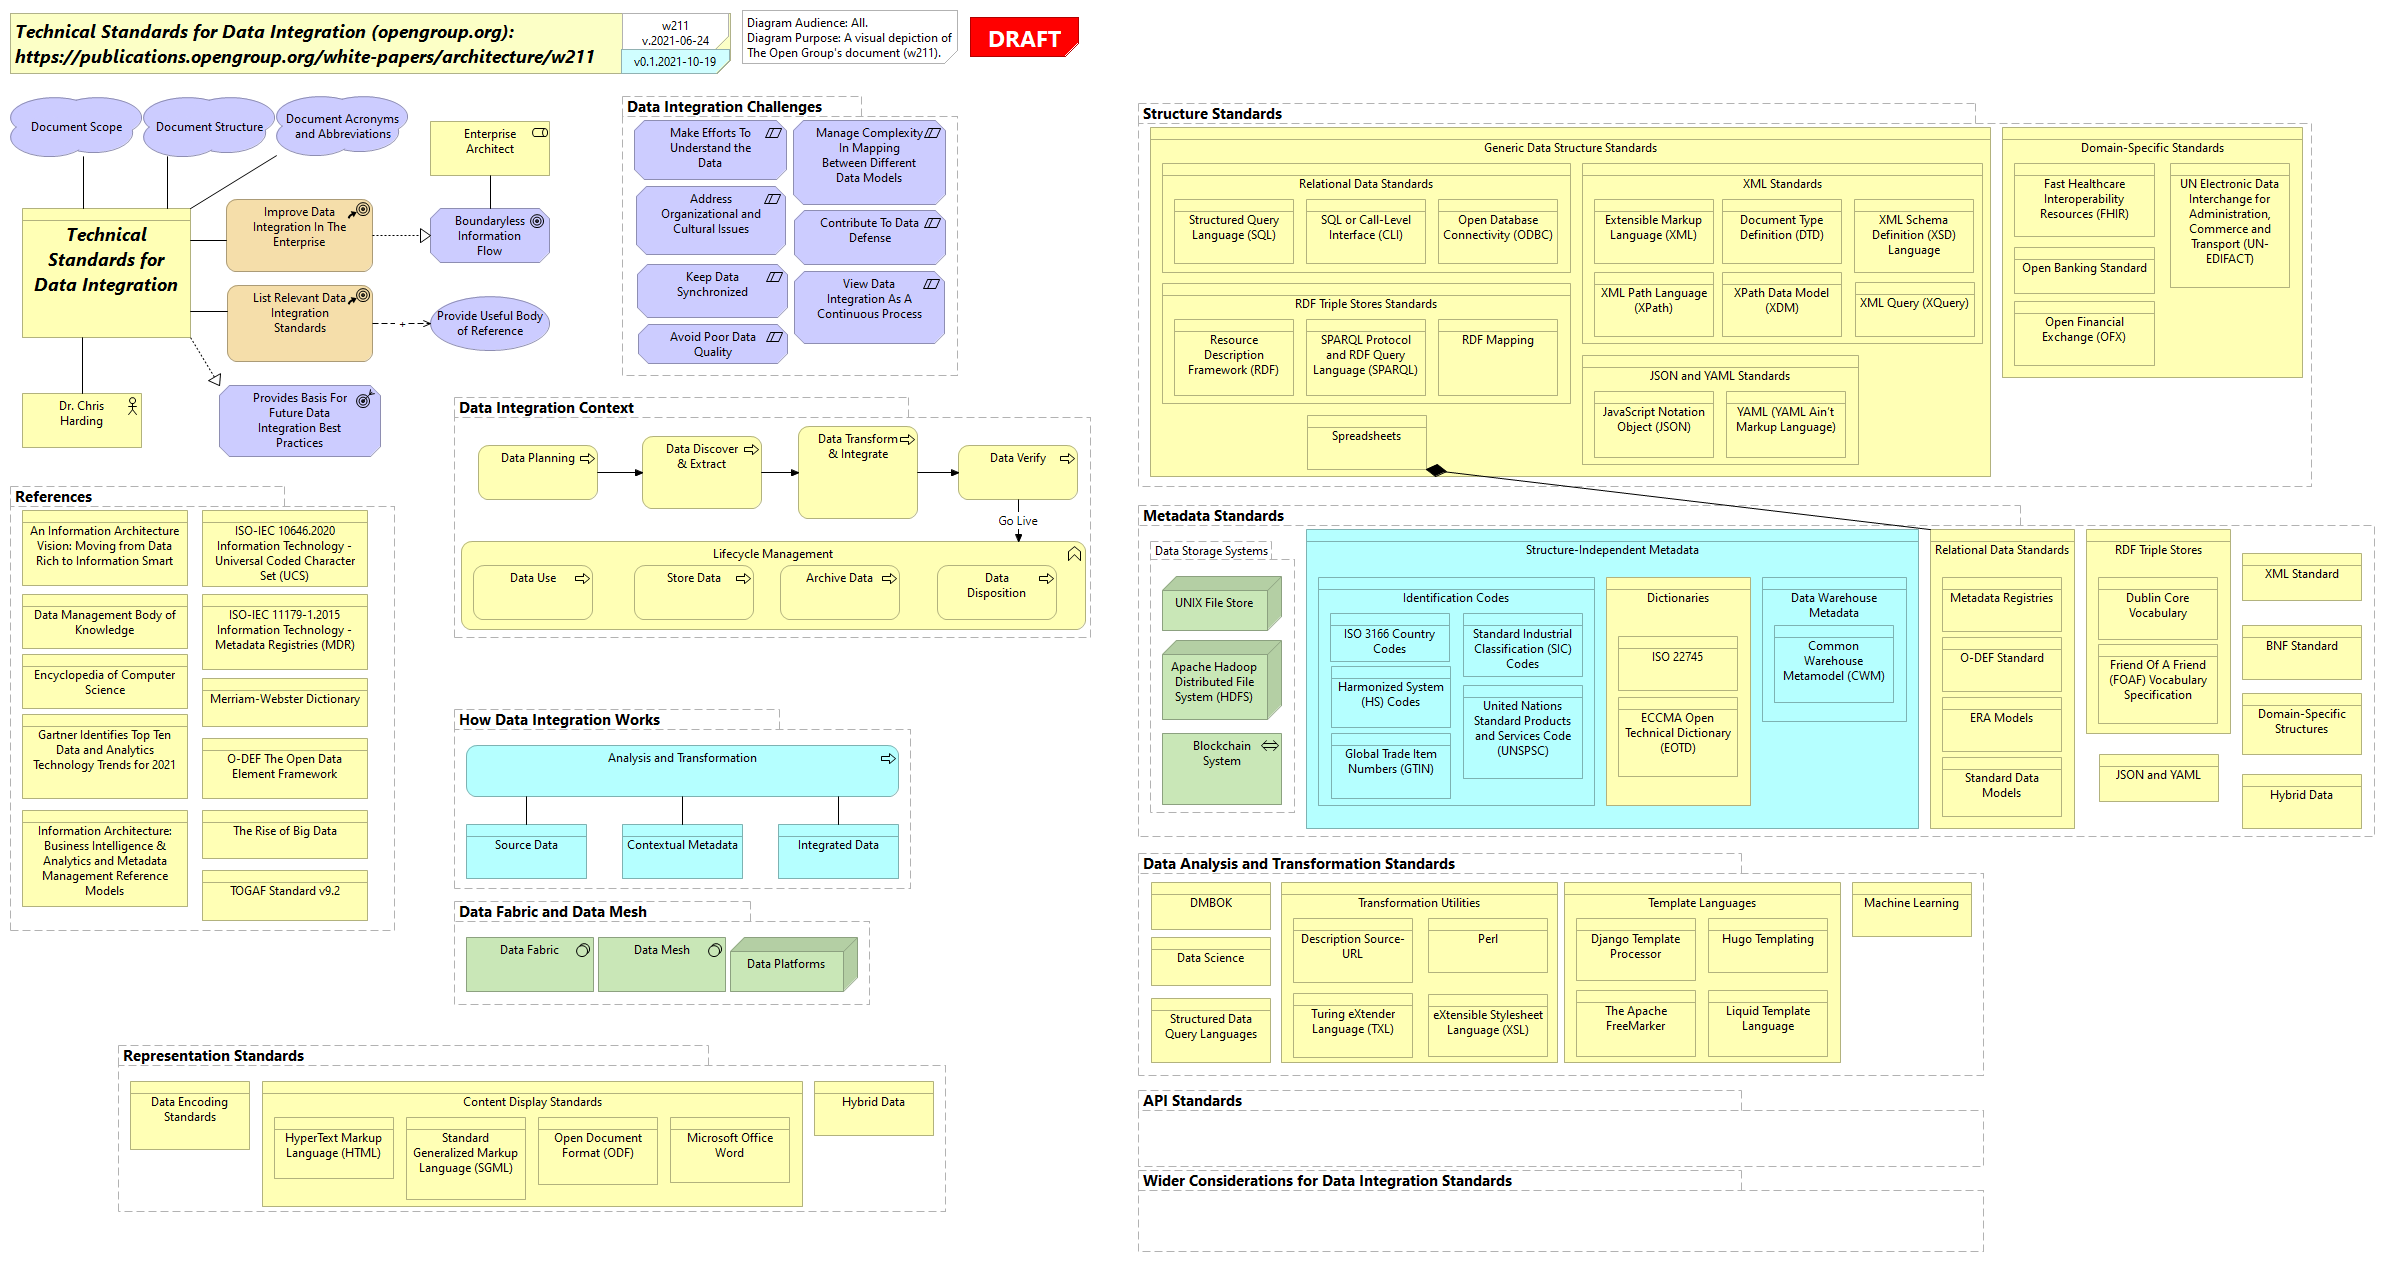 Technical Standards for Data Integration (opengroup.org):
https://publications.opengroup.org/white-papers/architecture/w211
w211
v.2021-06-24
v0.1.2021-10-19
Diagram Audience: All.
Diagram Purpose: A visual depiction of
The Open Group's document (w211).
DRAFT
Document Scope
Document Structure
Document Acronyms
and Abbreviations
Enterprise
Architect
Technical
Standards for
Data Integration
Improve Data
Integration In The
Enterprise
Boundaryless
Information
Flow
List Relevant Data
Integration
Standards
+
Provide Useful Body
of Reference
Dr. Chris
Harding
Provides Basis For
Future Data
Integration Best
Practices
Data Integration Challenges
Make Efforts To
Understand the
Data
Manage Complexity
In Mapping
Between Different
Data Models
Address
Organizational and
Cultural Issues
Contribute To Data
Defense
Keep Data
Synchronized
View Data
Integration As A
Continuous Process
Avoid Poor Data
Quality
Data Integration Context
Data Planning
Data Discover
& Extract
Data Transform
& Integrate
Data Verify
Go Live
Lifecycle Management
Data Use
Store Data
Archive Data
Data
Disposition
References
An Information Architecture
Vision: Moving from Data
Rich to Information Smart
ISO-IEC 10646.2020
Information Technology -
Universal Coded Character
Set (UCS)
Data Management Body of
Knowledge
ISO-IEC 11179-1.2015
Information Technology -
Metadata Registries (MDR)
Encyclopedia of Computer
Science
Merriam-Webster Dictionary
Gartner Identifies Top Ten
Data and Analytics
Technology Trends for 2021
O-DEF The Open Data
Element Framework
Information Architecture:
Business Intelligence &
Analytics and Metadata
Management Reference
Models
The Rise of Big Data
TOGAF Standard v9.2
How Data Integration Works
Analysis and Transformation
Source Data
Contextual Metadata
Integrated Data
Data Fabric and Data Mesh
Data Fabric
Data Mesh
Data Platforms
Representation Standards
Data Encoding
Standards
Content Display Standards
HyperText Markup
Language (HTML)
Standard
Generalized Markup
Language (SGML)
Open Document
Format (ODF)
Microsoft Office
Word
Hybrid Data
Structure Standards
Generic Data Structure Standards
Relational Data Standards
Structured Query
Language (SQL)
SQL or Call-Level
Interface (CLI)
Open Database
Connectivity (ODBC)
XML Standards
Extensible Markup
Language (XML)
Document Type
Definition (DTD)
XML Schema
Definition (XSD)
Language
XML Path Language
(XPath)
XPath Data Model
(XDM)
XML Query (XQuery)
RDF Triple Stores Standards
Resource
Description
Framework (RDF)
SPARQL Protocol
and RDF Query
Language (SPARQL)
RDF Mapping
JSON and YAML Standards
JavaScript Notation
Object (JSON)
YAML (YAML Ain't
Markup Language)
Spreadsheets
Domain-Specific Standards
Fast Healthcare
Interoperability
Resources (FHIR)
UN Electronic Data
Interchange for
Administration,
Commerce and
Transport (UN-
EDIFACT)
Open Banking Standard
Open Financial
Exchange (OFX)
Metadata Standards
Data Storage Systems
UNIX File Store
Apache Hadoop
Distributed File
System (HDFS)
Blockchain
System
Structure-Independent Metadata
Identification Codes
ISO 3166 Country
Codes
Standard Industrial
Classification (SIC)
Codes
Harmonized System
(HS) Codes
United Nations
Standard Products
and Services Code
(UNSPSC)
Global Trade Item
Numbers (GTIN)
Dictionaries
ISO 22745
ECCMA Open
Technical Dictionary
(EOTD)
Data Warehouse
Metadata
Common
Warehouse
Metamodel (CWM)
Relational Data Standards
Metadata Registries
O-DEF Standard
ERA Models
Standard Data
Models
RDF Triple Stores
Dublin Core
Vocabulary
Friend Of A Friend
(FOAF) Vocabulary
Specification
JSON and YAML
XML Standard
BNF Standard
Domain-Specific
Structures
Hybrid Data
Data Analysis and Transformation Standards
DMBOK
Data Science
Structured Data
Query Languages
Transformation Utilities
Description Source-
URL
Perl
Turing eXtender
Language (TXL)
eXtensible Stylesheet
Language (XSL)
Template Languages
Django Template
Processor
Hugo Templating
The Apache
FreeMarker
Liquid Template
Language
Machine Learning
API Standards
Wider Considerations for Data Integration Standards